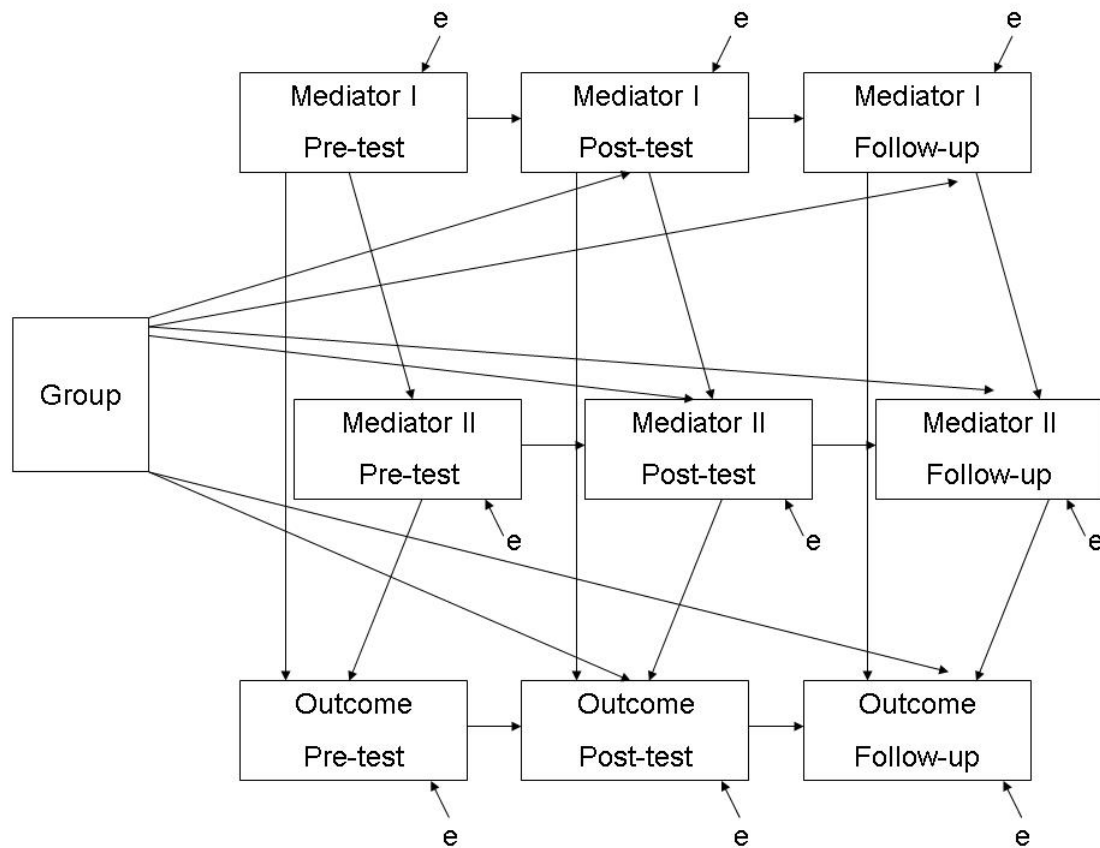 e
e
e
Mediator I
Pre-test
Mediator I
Post-test
Mediator I
Follow-up
Group
Mediator II
Pre-test
Mediator II
Post-test
Mediator II
Follow-up
e
e
e
Outcome
Pre-test
Outcome
Post-test
Outcome
Follow-up
e
e
e